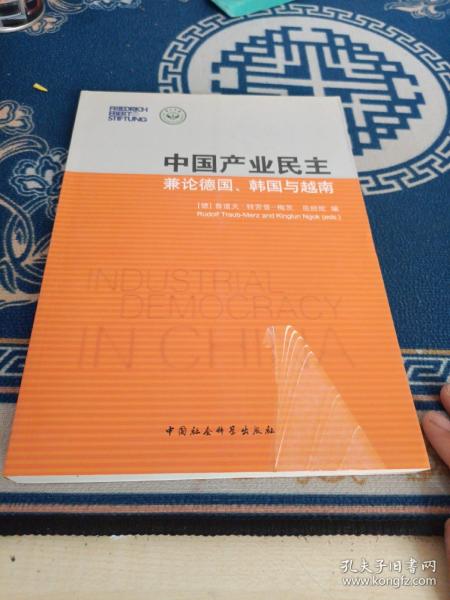 FRIEDRICH
EBERT
STIFTUNG
中国产业民主
兼论德国、韩国与越南
[德] 鲁道夫·特劳普-梅茨 岳经纶 编
Rudolf Traub-Merz and Kinglun Ngok (eds.)
INDUSTRIAL
DEMOCRACY
IN CHINA
中国社会科学出版社
孔夫子旧书网
www.kongfz.com